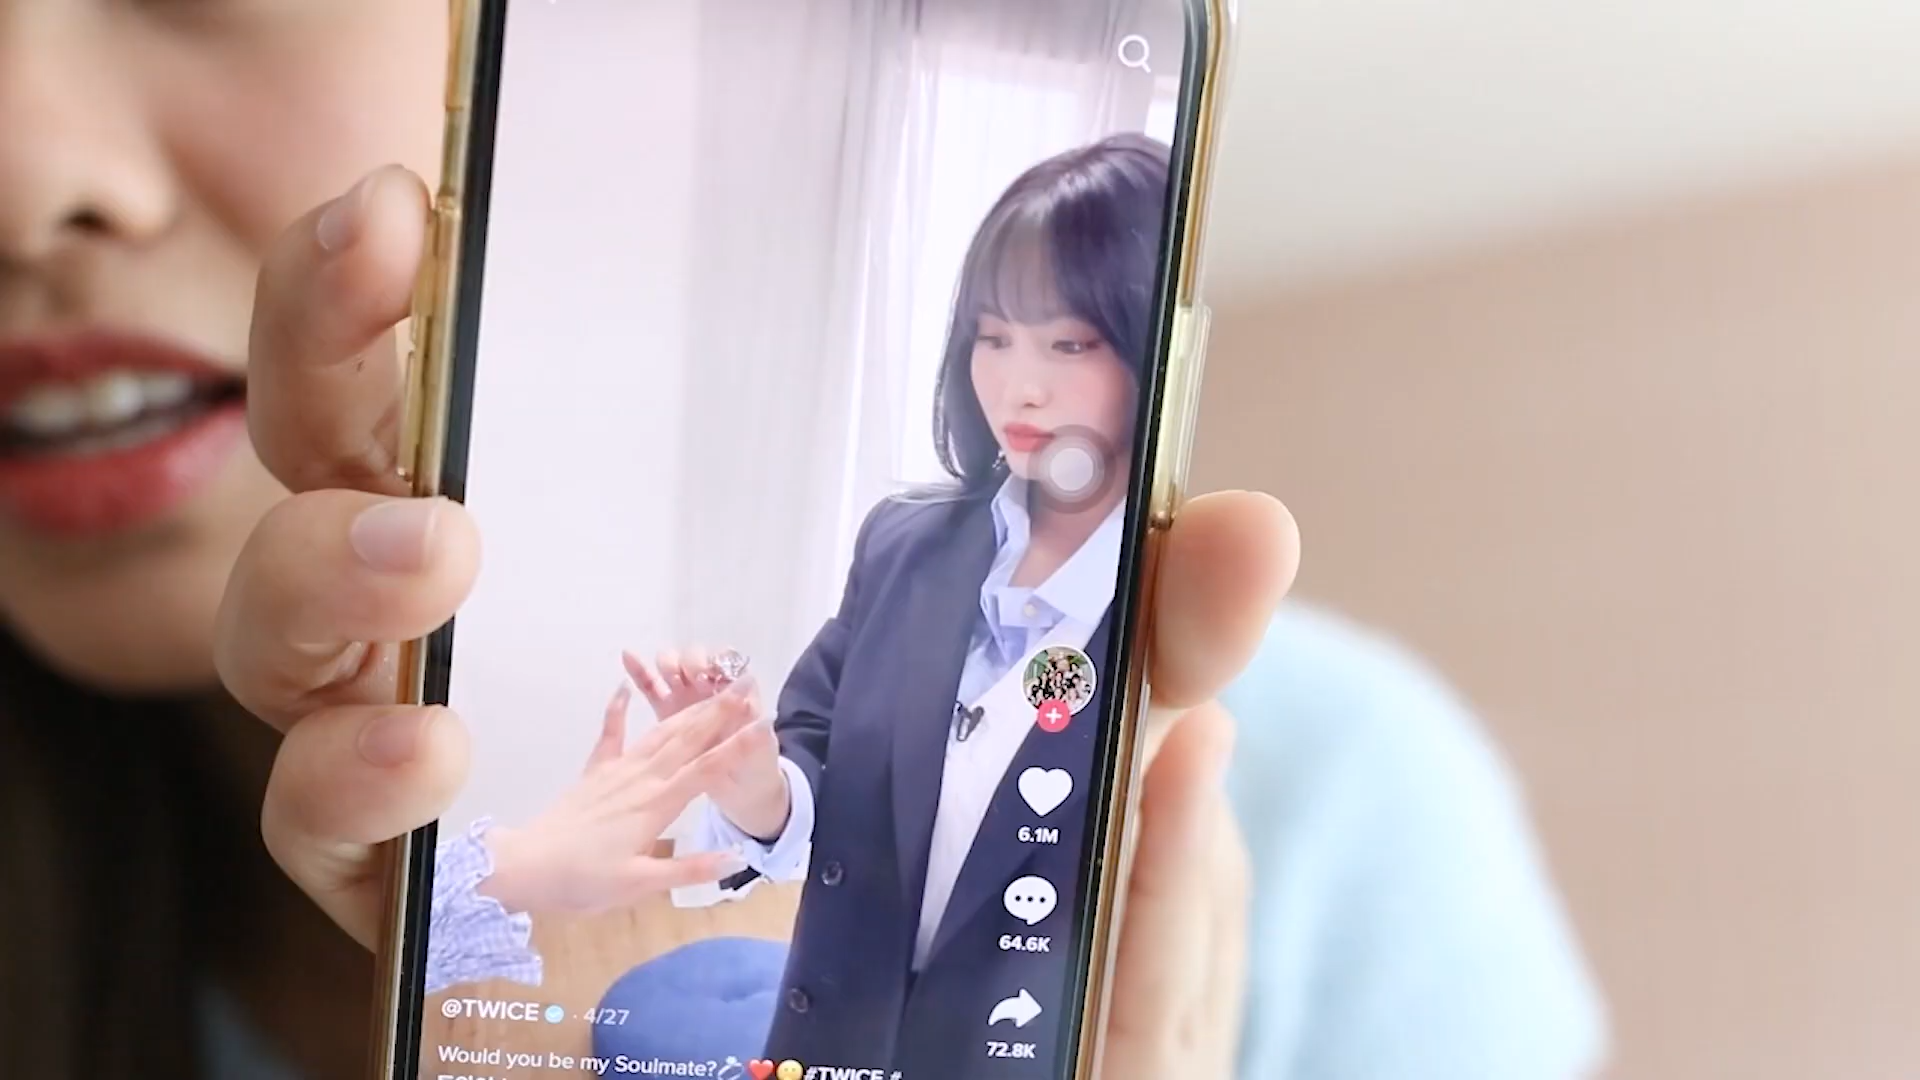 6.1M
64.6K
72.8K
@TWICE · 4/27
Would you be my Soulmate?💍❤️😶#TWICE #